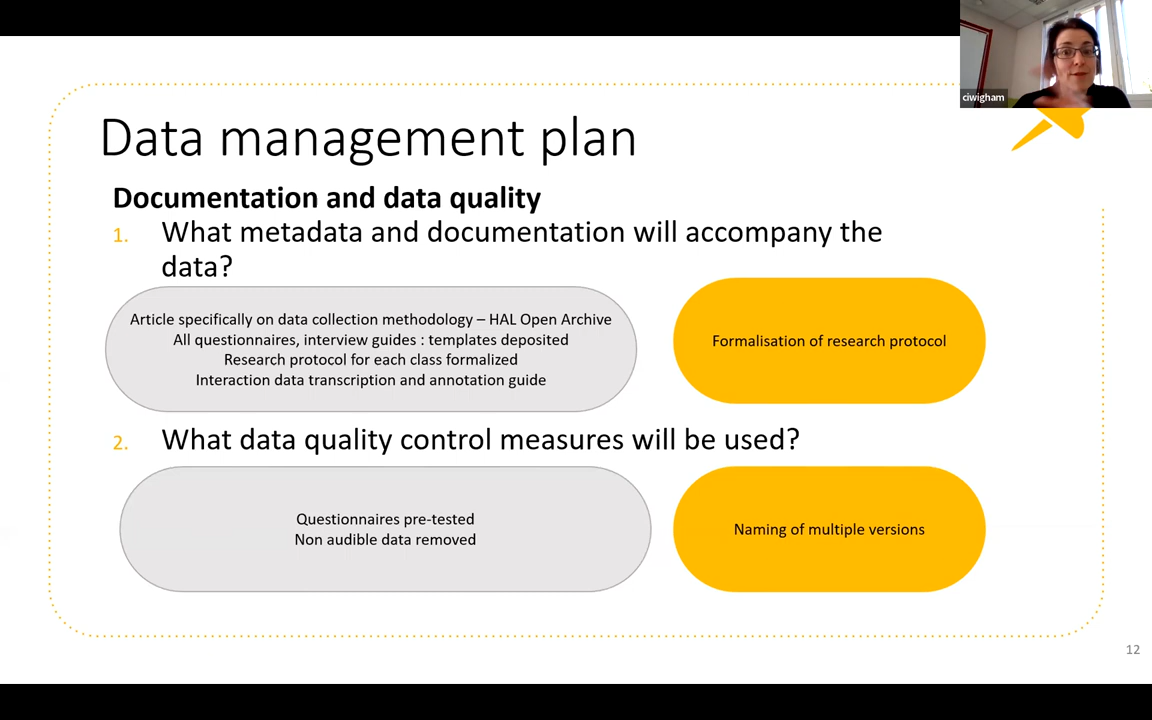 ciwigham
Data management plan
Documentation and data quality
1. What metadata and documentation will accompany the
data?
Article specifically on data collection methodology – HAL Open Archive
All questionnaires, interview guides : templates deposited
Research protocol for each class formalized
Interaction data transcription and annotation guide
Formalisation of research protocol
2. What data quality control measures will be used?
Questionnaires pre-tested
Non audible data removed
Naming of multiple versions
12